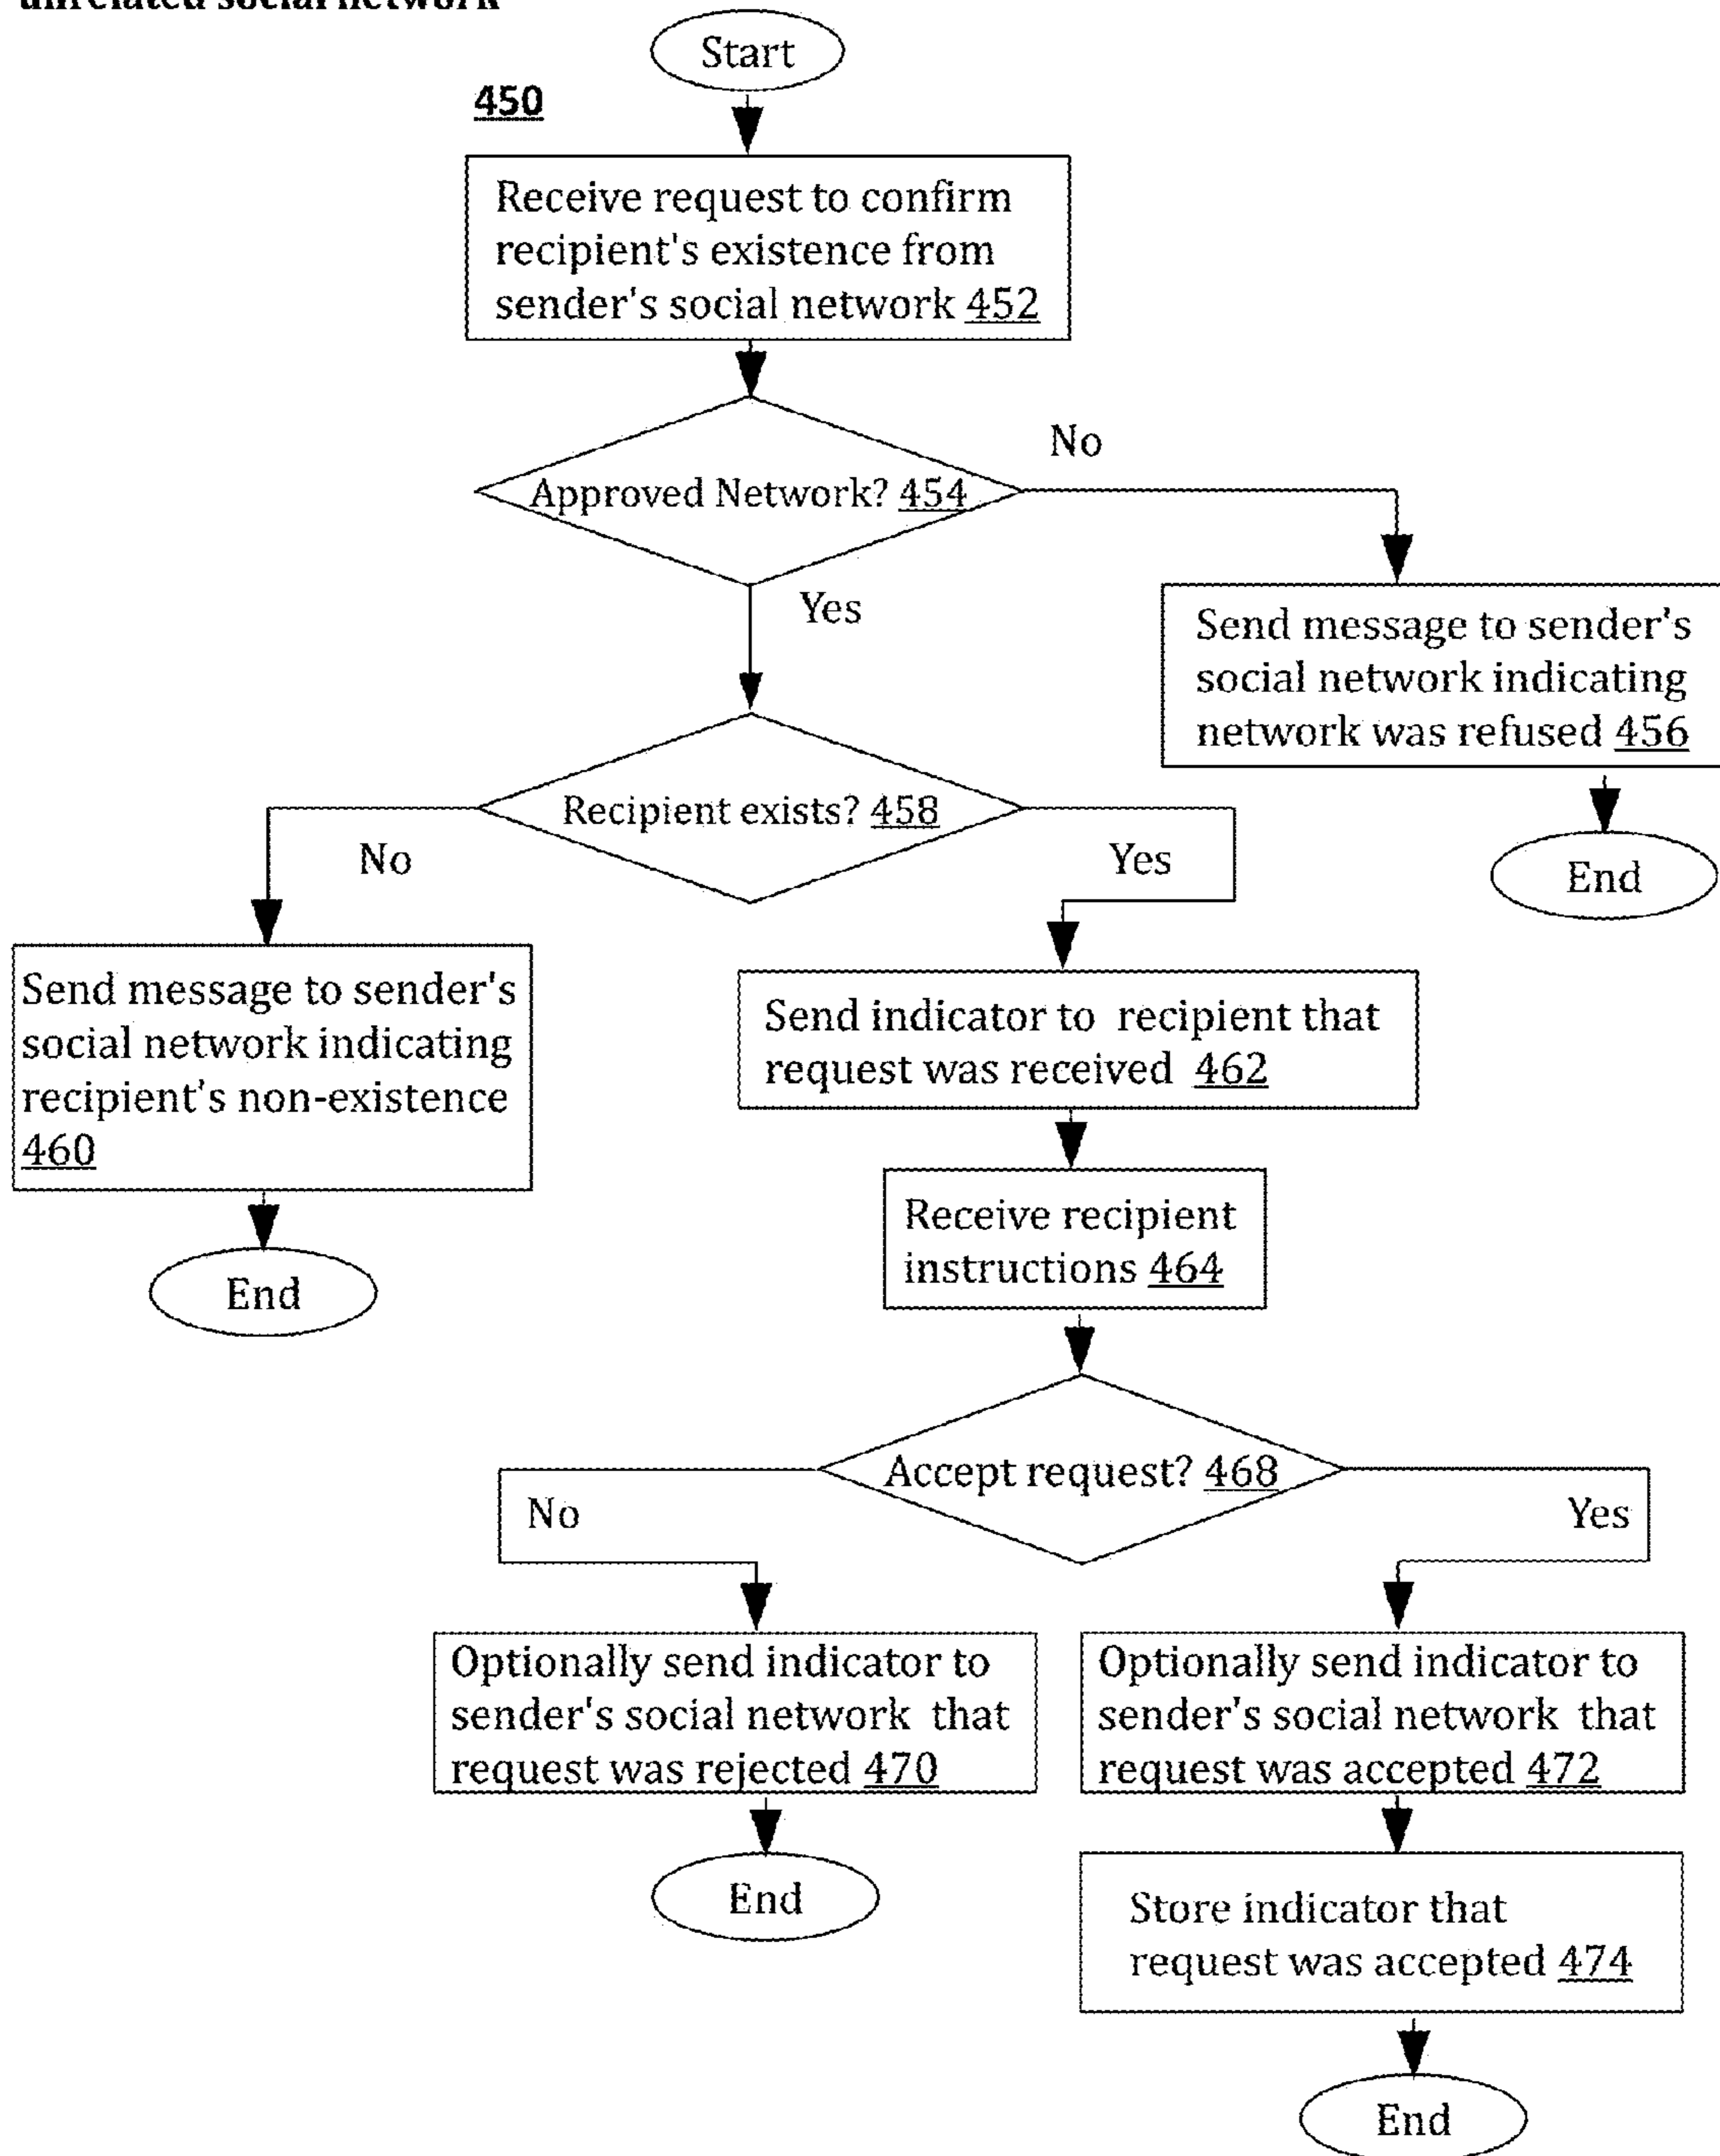 unrelated social network
Start
450
Receive request to confirm
recipient's existence from
sender's social network 452
Approved Network? 454
No
Yes
Send message to sender's
social network indicating
network was refused 456
End
Recipient exists? 458
No
Yes
Send message to sender's
social network indicating
recipient's non-existence
460
End
Send indicator to recipient that
request was received 462
Receive recipient
instructions 464
Accept request? 468
No
Yes
Optionally send indicator to
sender's social network that
request was rejected 470
End
Optionally send indicator to
sender's social network that
request was accepted 472
Store indicator that
request was accepted 474
End